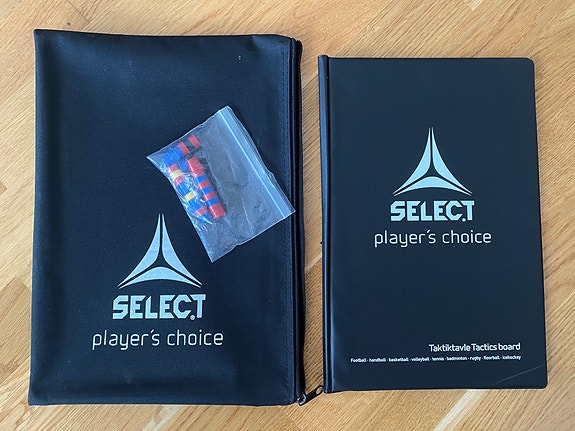 SELECT
player's choice
SELECT
player's choice
Taktiktavle Tactics board
Football · handball · basketball · volleyball · tennis · badminton · rugby · floorball · icehockey